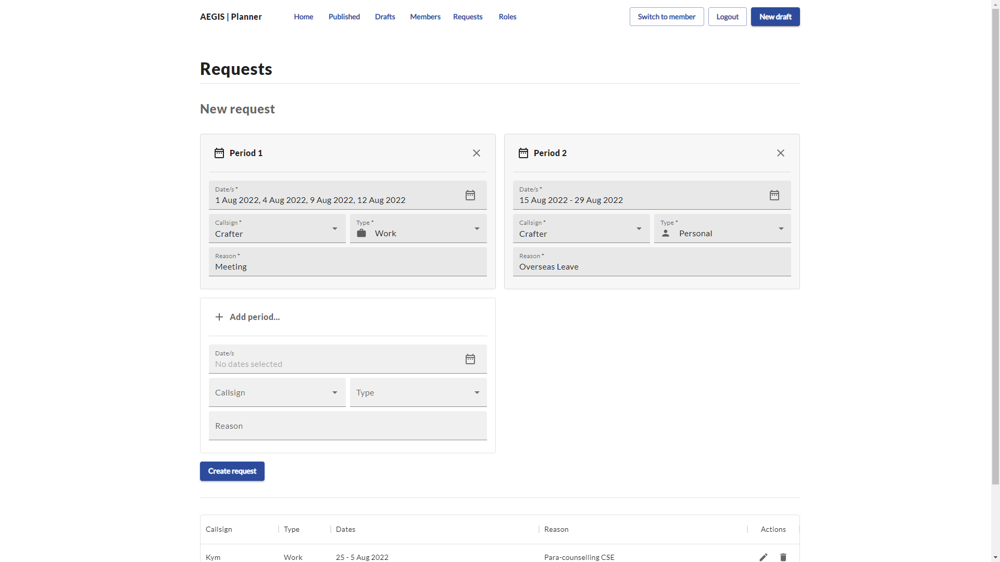 AEGIS | Planner
Home
Published
Drafts
Members
Requests
Roles
Switch to member
Logout
New draft
Requests
New request
Period 1
Date/s *
1 Aug 2022, 4 Aug 2022, 9 Aug 2022, 12 Aug 2022
Callsign *
Crafter
Type *
Work
Reason *
Meeting
Period 2
Date/s *
15 Aug 2022 - 29 Aug 2022
Callsign *
Crafter
Type *
Personal
Reason *
Overseas Leave
Add period...
Date/s
No dates selected
Callsign
Type
Reason
Create request
Callsign
Type
Dates
Reason
Actions
Kym
Work
25 - 5 Aug 2022
Para-counselling CSE